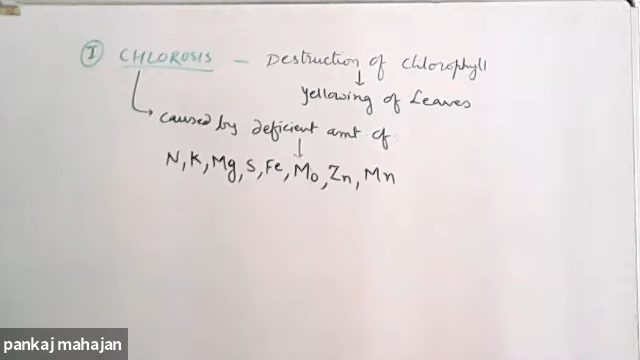 I CHLOROSIS - Destruction of chlorophyll
↓
Yellowing of Leaves
caused by deficient amt of
↓
N, K, Mg, S, Fe, Mo, Zn, Mn
pankaj mahajan